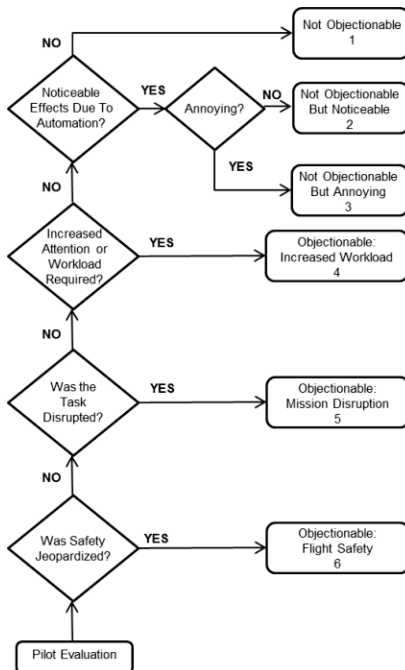 NO
Not Objectionable
1
Noticeable
Effects Due To
Automation?
YES
Annoying?
NO
Not Objectionable
But Noticeable
2
YES
Not Objectionable
But Annoying
3
NO
Increased
Attention or
Workload
Required?
YES
Objectionable:
Increased Workload
4
NO
Was the
Task
Disrupted?
YES
Objectionable:
Mission Disruption
5
NO
Was Safety
Jeopardized?
YES
Objectionable:
Flight Safety
6
Pilot Evaluation